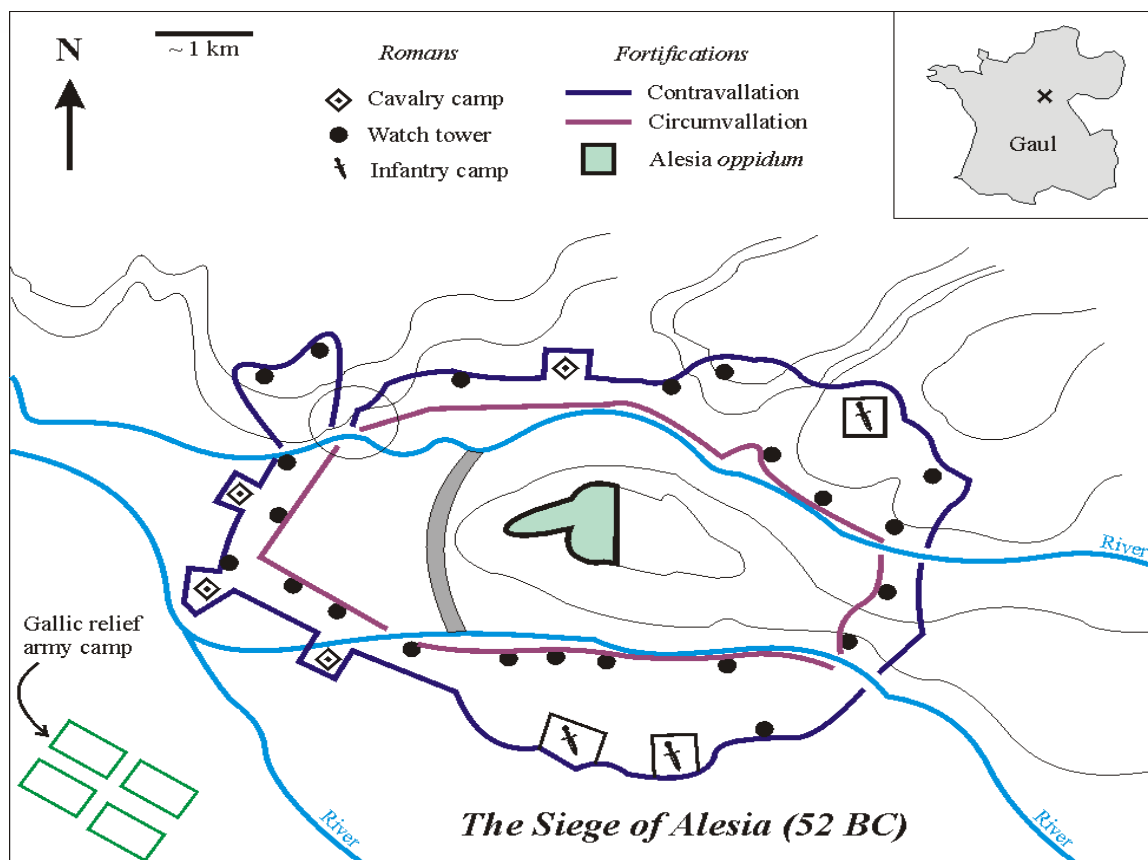 N
~ 1 km
Romans
Cavalry camp
Watch tower
Infantry camp
Fortifications
Contravallation
Circumvallation
Alesia oppidum
Gaul
River
Gallic relief
army camp
River
River
The Siege of Alesia (52 BC)